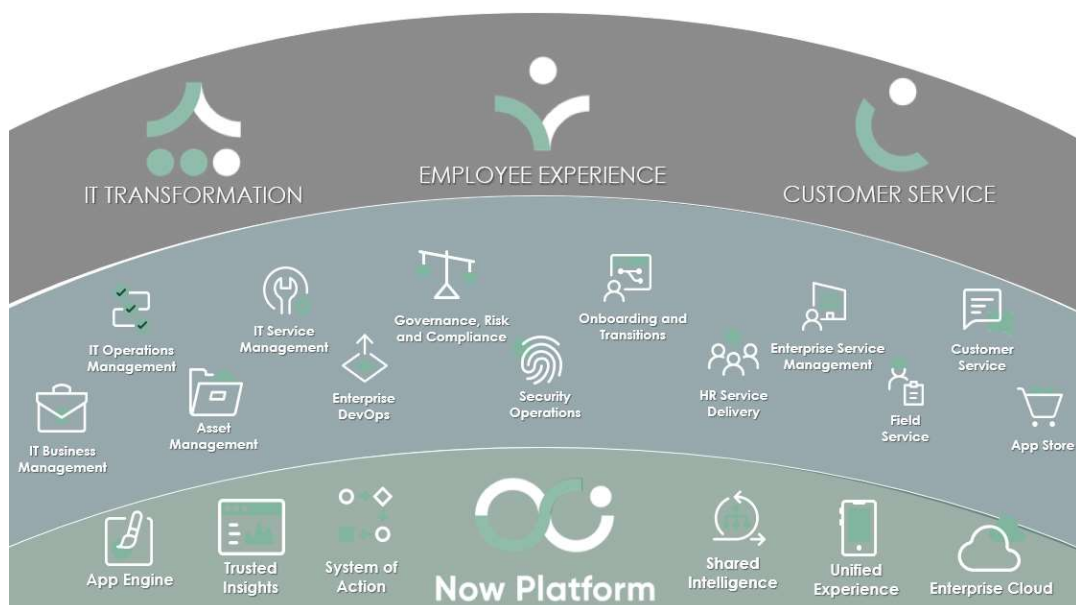 IT TRANSFORMATION
EMPLOYEE EXPERIENCE
CUSTOMER SERVICE
IT Operations
Management
IT Service
Management
Governance, Risk
and Compliance
Onboarding and
Transitions
Enterprise Service
Management
Customer
Service
IT Business
Management
Asset
Management
Enterprise
DevOps
Security
Operations
HR Service
Delivery
Field
Service
App Store
App Engine
Trusted
Insights
System of
Action
Now Platform
Shared
Intelligence
Unified
Experience
Enterprise Cloud